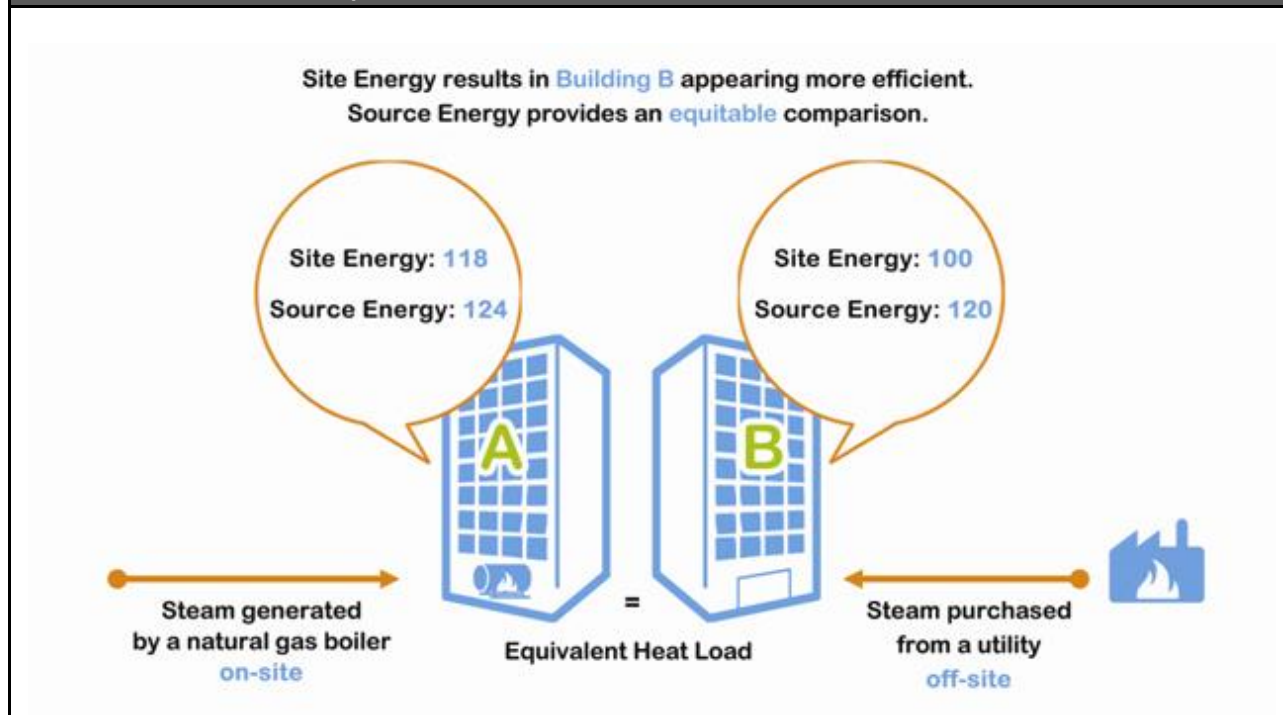 Site Energy results in Building B appearing more efficient.
Source Energy provides an equitable comparison.
Site Energy: 118
Source Energy: 124
Site Energy: 100
Source Energy: 120
A
B
=
Equivalent Heat Load
Steam generated
by a natural gas boiler
on-site
Steam purchased
from a utility
off-site